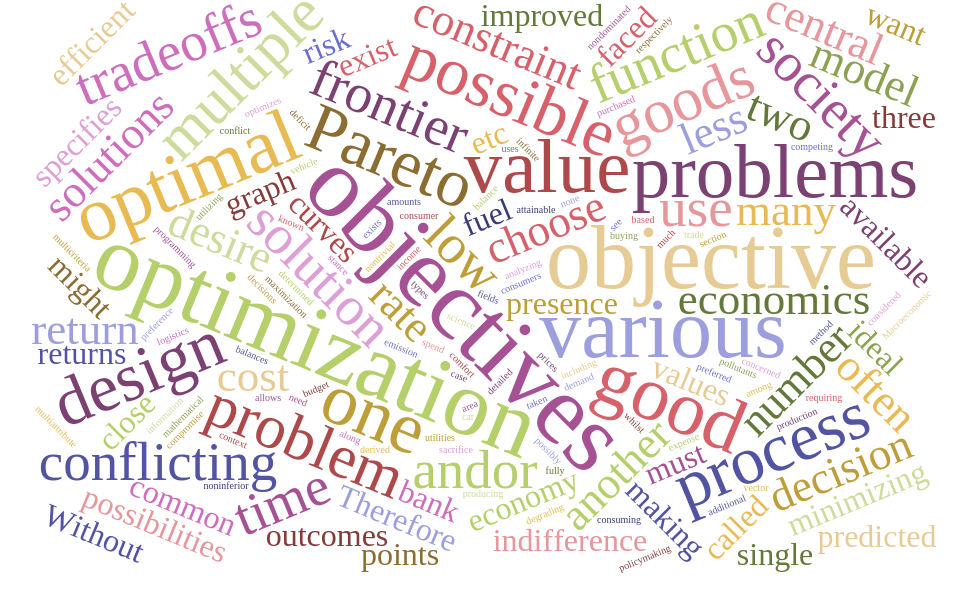 efficient
tradeoffs
multiple
risk
exist
constraint
improved
nondominated
faced
respectively
function
central
want
specifies
solutions
optimizes
conflict
deficit
frontier
possible
purchased
goods
society
model
optimal
vehicle
Pareto
etc
uses
infinite
value
less
two
competing
three
problems
utilizing
graph
known
curves
objectives
amounts
consumer
balance
fuel
attainable
none
choose
based
see
buying
use
much
trade
section
many
available
multicriteria
programming
desire
solution
stance
exists
nontrivial
income
low
analyzing
consumers
objective
might
decisions
determined
maximization
optimization
rate
types
fields
presence
economics
considered
Macroeconomic
return
returns
preference
logistics
balances
emission
spend
science
comfort
case
prices
detailed
various
method
ideal
number
design
cost
budget
need
allows
including
demand
taken
good
values
preferred
pollutants
concerned
among
requiring
often
multiattribute
close
information
mathematical
compromise
context
problem
one
along
derived
utilities
area
car
sacrifice
whilst
another
expense
production
process
conflicting
noninferior
time
bank
andor
producing
possibly
fully
must
vector
additional
decision
minimizing
Without
possibilities
common
Therefore
outcomes
points
economy
degrading
indifference
consuming
making
policymaking
called
single
predicted